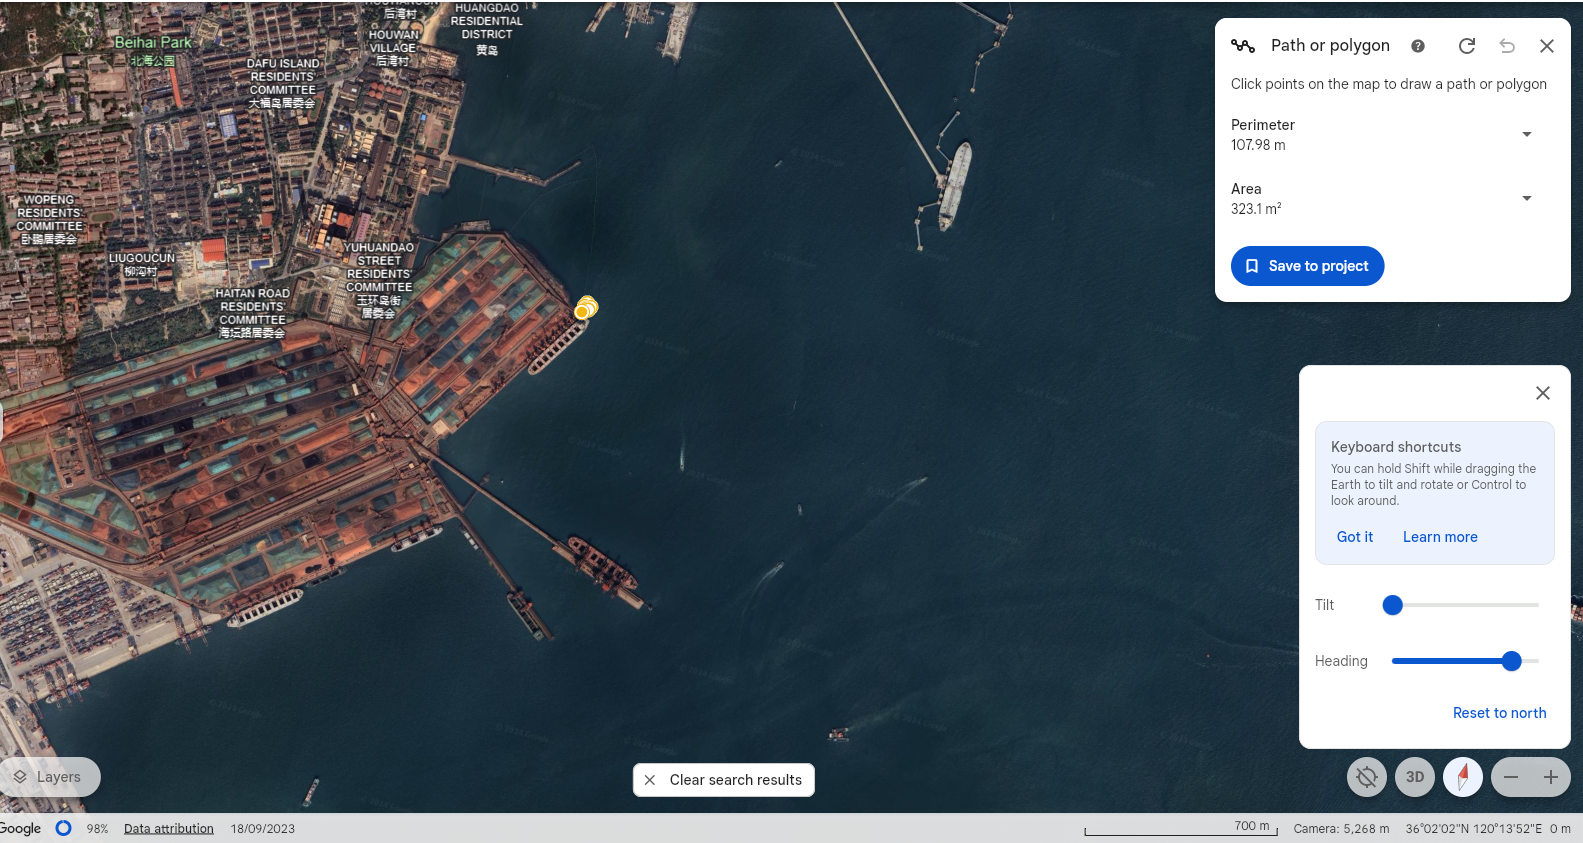 后湾村
HUANGDAO
RESIDENTIAL
DISTRICT
黄岛
HOUWAN
VILLAGE
后湾村
Beihai Park
北海公园
DAFU ISLAND
RESIDENTS'
COMMITTEE
大福岛居委会
WOPENG
RESIDENTS'
COMMITTEE
卧鹏居委会
LIUGOUCUN
柳沟村
YUHUANDAO
STREET
RESIDENTS'
COMMITTEE
玉环岛街
居委会
HAITAN ROAD
RESIDENTS'
COMMITTEE
海坛路居委会
Path or polygon
Click points on the map to draw a path or polygon
Perimeter
107.98 m
Area
323.1 m²
Save to project
Keyboard shortcuts
You can hold Shift while dragging the
Earth to tilt and rotate or Control to
look around.
Got it Learn more
Tilt
Heading
Reset to north
Layers
Clear search results
3D
Google 98% Data attribution 18/09/2023 700 m Camera: 5,268 m 36°02'02"N 120°13'52"E 0 m